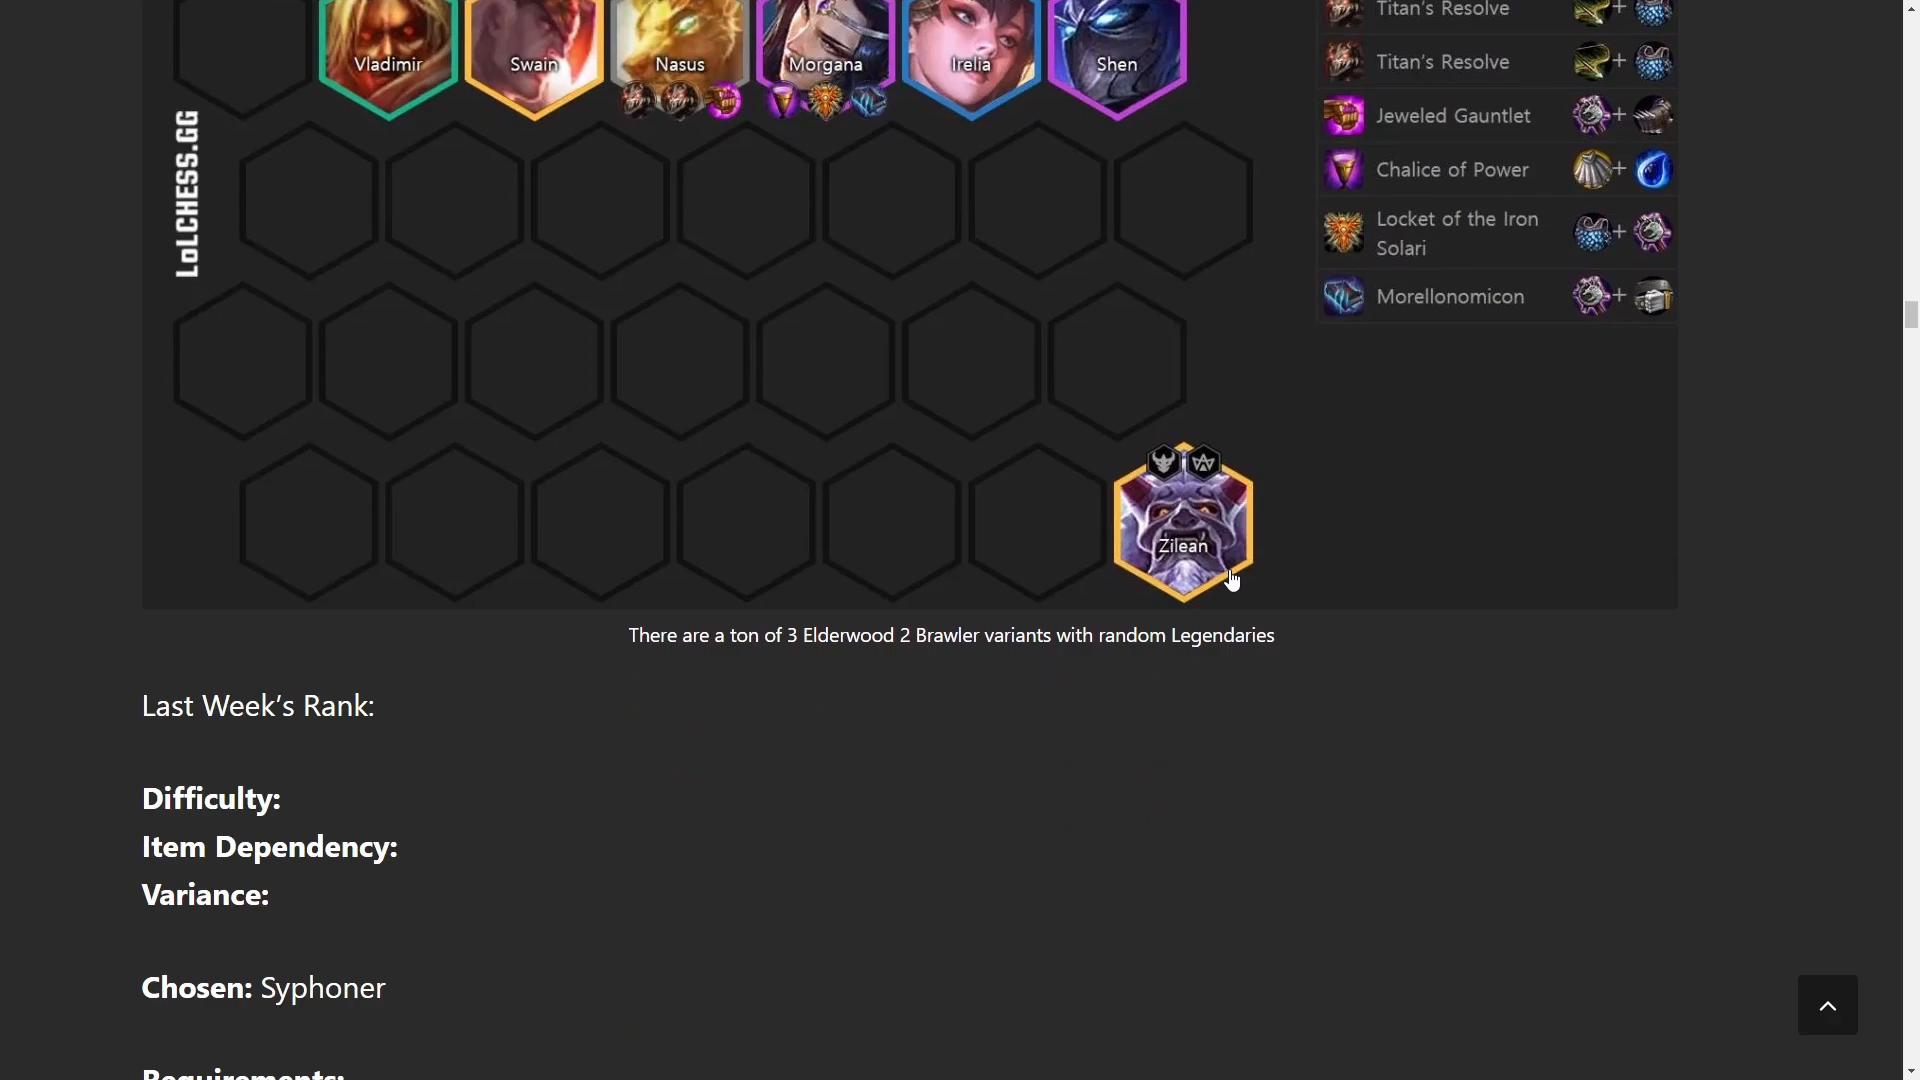 Titan's Resolve
Vladimir
Swain
Nasus
Morgana
Irelia
Shen
Titan's Resolve
Jeweled Gauntlet
LoLCHESS.GG
Chalice of Power
Locket of the Iron
Solari
Morellonomicon
Zilean
There are a ton of 3 Elderwood 2 Brawler variants with random Legendaries
Last Week's Rank:
Difficulty:
Item Dependency:
Variance:
Chosen: Syphoner
Requirements: